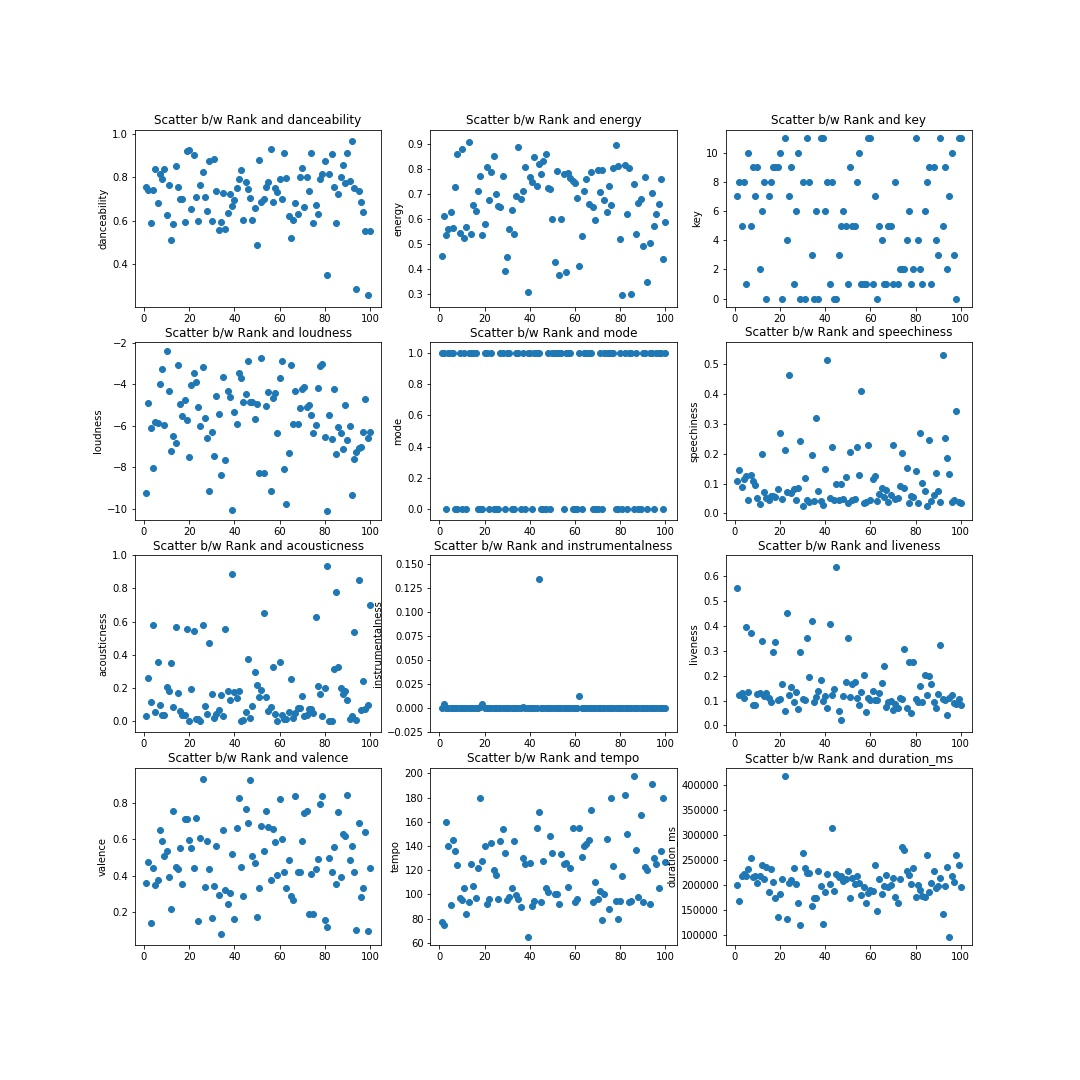 Scatter b/w Rank and danceability
Scatter b/w Rank and energy
Scatter b/w Rank and key
1.0
0.8
0.6
0.4
danceability
0 20 40 60 80 100
0.9
0.8
0.7
0.6
0.5
0.4
0.3
energy
0 20 40 60 80 100
10
8
6
4
2
0
key
0 20 40 60 80 100
Scatter b/w Rank and loudness
Scatter b/w Rank and mode
Scatter b/w Rank and speechiness
−2
−4
−6
−8
−10
loudness
0 20 40 60 80 100
1.0
0.8
0.6
0.4
0.2
0.0
mode
0 20 40 60 80 100
0.5
0.4
0.3
0.2
0.1
0.0
speechiness
0 20 40 60 80 100
Scatter b/w Rank and acousticness
Scatter b/w Rank and instrumentalness
Scatter b/w Rank and liveness
1.0
0.8
0.6
0.4
0.2
0.0
acousticness
0 20 40 60 80 100
0.150
0.125
0.100
0.075
0.050
0.025
0.000
−0.025
instrumentalness
0 20 40 60 80 100
0.6
0.5
0.4
0.3
0.2
0.1
0.0
liveness
0 20 40 60 80 100
Scatter b/w Rank and valence
Scatter b/w Rank and tempo
Scatter b/w Rank and duration_ms
0.8
0.6
0.4
0.2
valence
0 20 40 60 80 100
200
180
160
140
120
100
80
60
tempo
0 20 40 60 80 100
400000
350000
300000
250000
200000
150000
100000
duration_ms
0 20 40 60 80 100